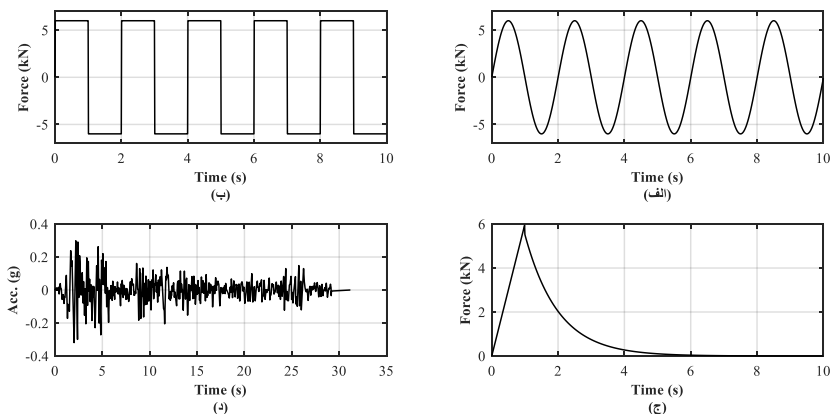 Force (kN)
5
0
-5
0 2 4 6 8 10
Time (s)
(ب)
Force (kN)
5
0
-5
0 2 4 6 8 10
Time (s)
(الف)
Acc. (g)
0.4
0.2
0
-0.2
-0.4
0 5 10 15 20 25 30 35
Time (s)
(د)
Force (kN)
6
4
2
0
0 2 4 6 8 10
Time (s)
(ج)